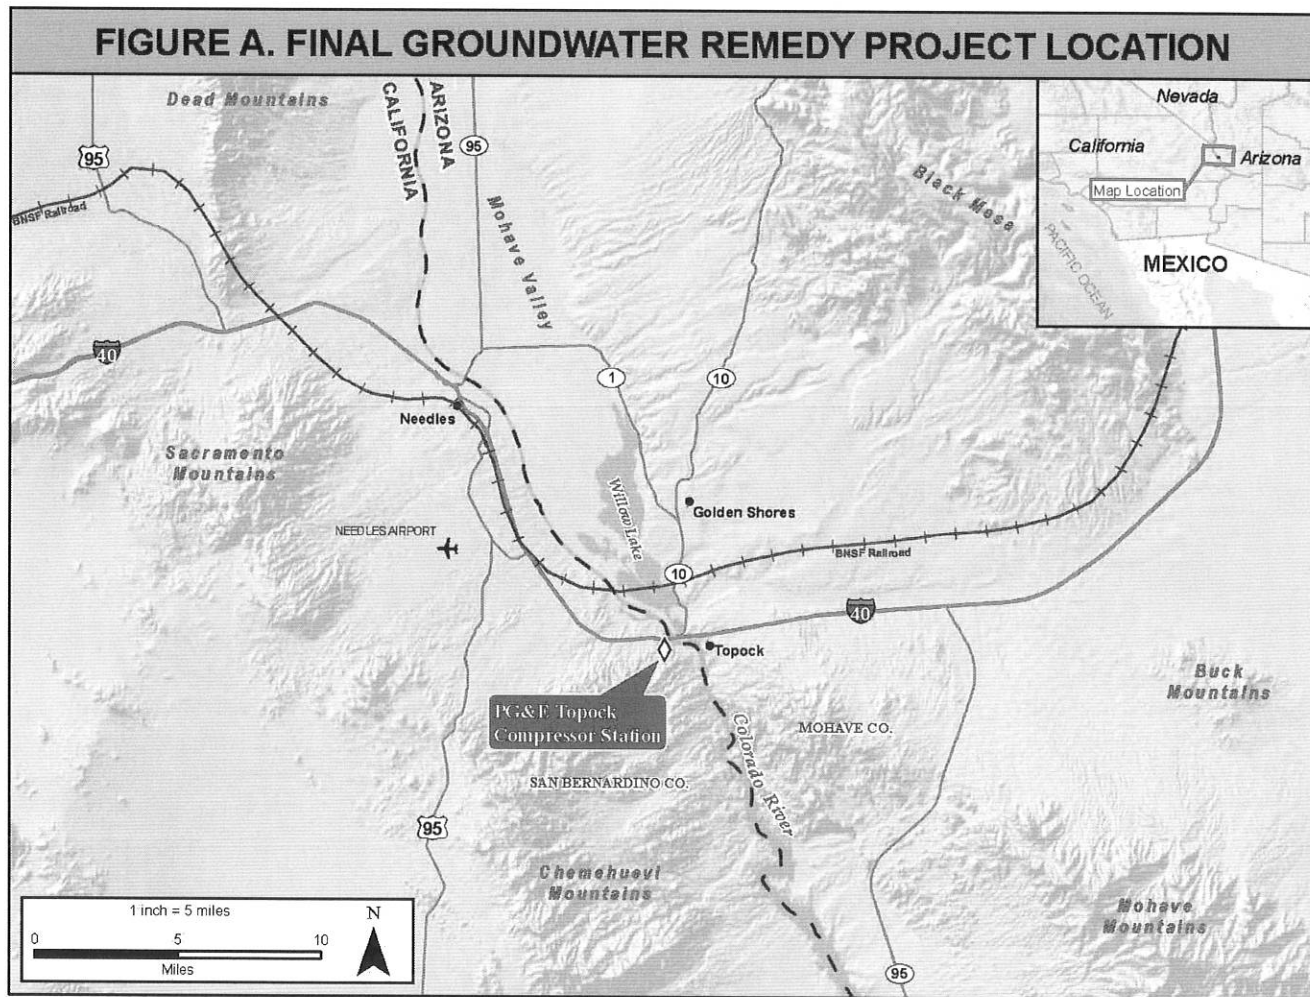 FIGURE A. FINAL GROUNDWATER REMEDY PROJECT LOCATION
Dead Mountains
CALIFORNIA
ARIZONA
95
95
BNSF Railroad
Mohave Valley
Black Mesa
Nevada
California
Arizona
Map Location
PACIFIC OCEAN
MEXICO
40
1
10
Needles
Sacramento
Mountains
NEEDLES AIRPORT
Willow Lake
Golden Shores
10
BNSF Railroad
40
Topock
Buck
Mountains
PG&E Topock
Compressor Station
Colorado River
MOHAVE CO.
SAN BERNARDINO CO.
95
Chemehuevi
Mountains
Mohave
Mountains
95
1 inch = 5 miles
N
0 5 10
Miles